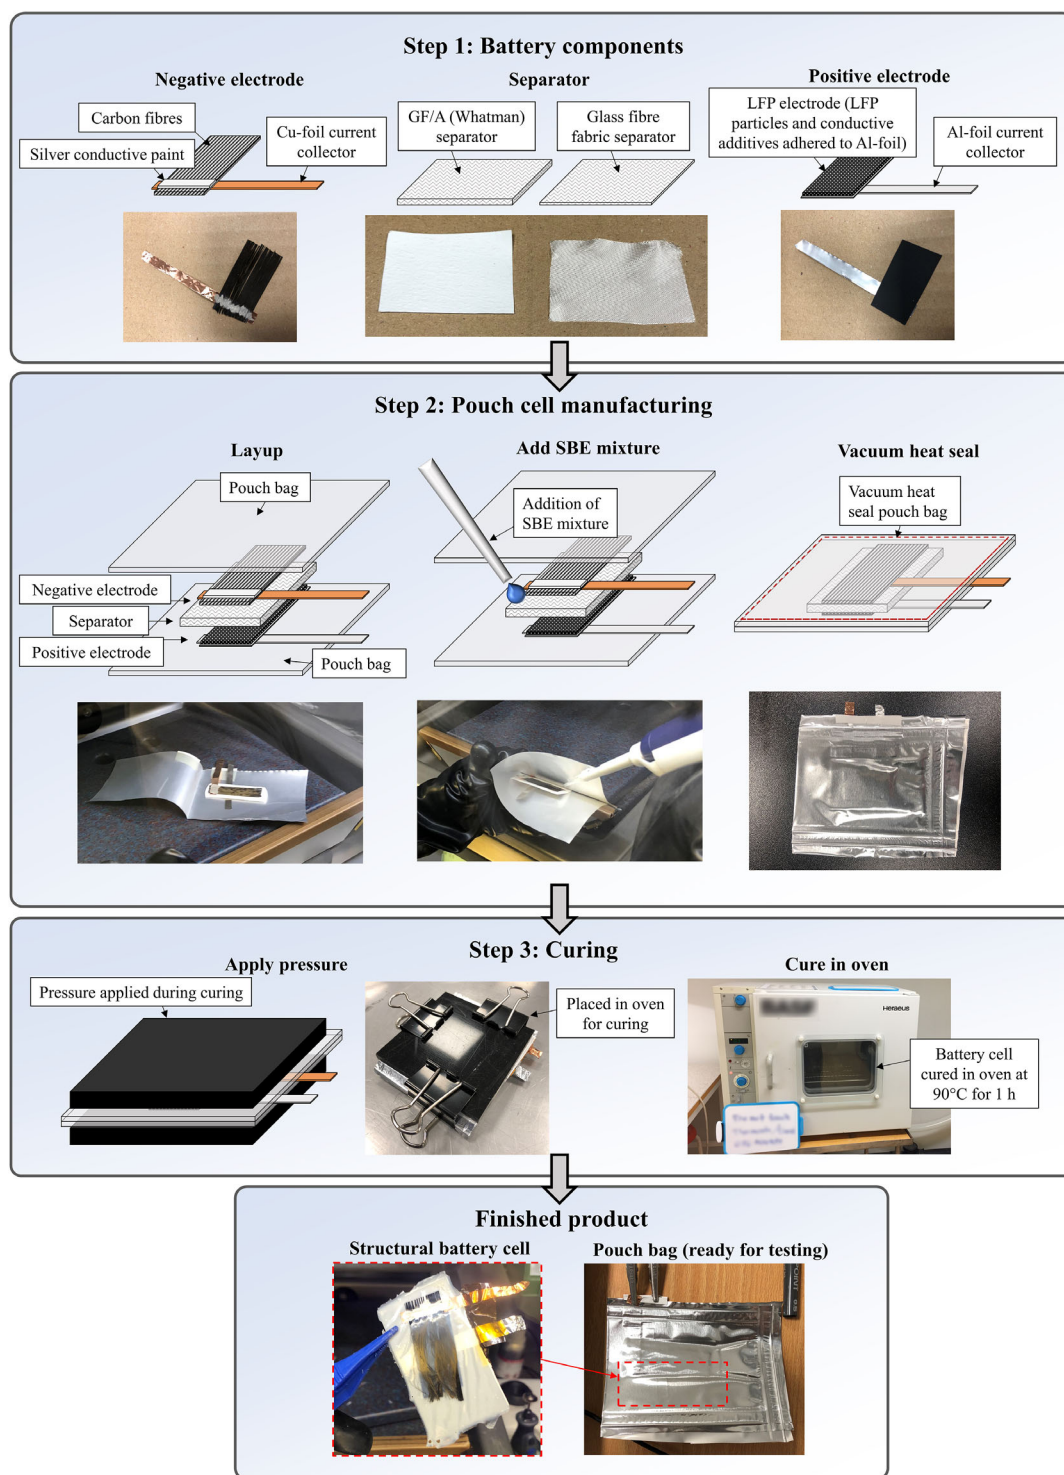 Step 1: Battery components
Negative electrode
Separator
Positive electrode
Carbon fibres
Silver conductive paint
Cu-foil current
collector
GF/A (Whatman)
separator
Glass fibre
fabric separator
LFP electrode (LFP
particles and conductive
additives adhered to Al-foil)
Al-foil current
collector
Step 2: Pouch cell manufacturing
Layup
Add SBE mixture
Vacuum heat seal
Pouch bag
Negative electrode
Separator
Positive electrode
Pouch bag
Addition of
SBE mixture
Vacuum heat
seal pouch bag
Step 3: Curing
Apply pressure
Cure in oven
Pressure applied during curing
Placed in oven
for curing
Heraeus
Battery cell
cured in oven at
90°C for 1 h
Finished product
Structural battery cell
Pouch bag (ready for testing)